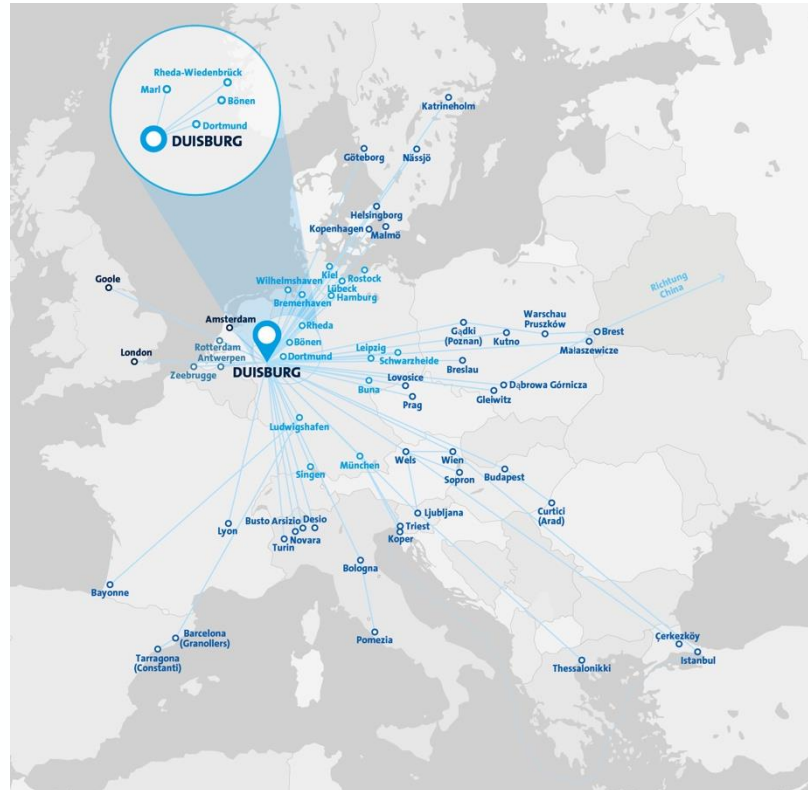 Rheda-Wiedenbrück
Marl
Bönen
Dortmund
DUISBURG
Katrineholm
Göteborg
Nässjö
Helsingborg
Kopenhagen
Malmö
Goole
Kiel
Rostock
Wilhelmshaven
Lübeck
Hamburg
Bremerhaven
Richtung
China
Amsterdam
Rheda
Rotterdam
Bönen
Antwerpen
Dortmund
London
Zeebrugge
DUISBURG
Leipzig
Schwarzheide
Gądki
(Poznan)
Kutno
Warschau
Pruszków
Brest
Małaszewicze
Breslau
Buna
Lovosice
Prag
Gleiwitz
Dąbrowa Górnicza
Ludwigshafen
Singen
München
Wels
Wien
Sopron
Budapest
Curtici
(Arad)
Ljubljana
Triest
Koper
Lyon
Busto Arsizio
Desio
Novara
Turin
Bologna
Pomezia
Bayonne
Barcelona
(Granollers)
Tarragona
(Constanti)
Çerkezköy
Istanbul
Thessalonikki